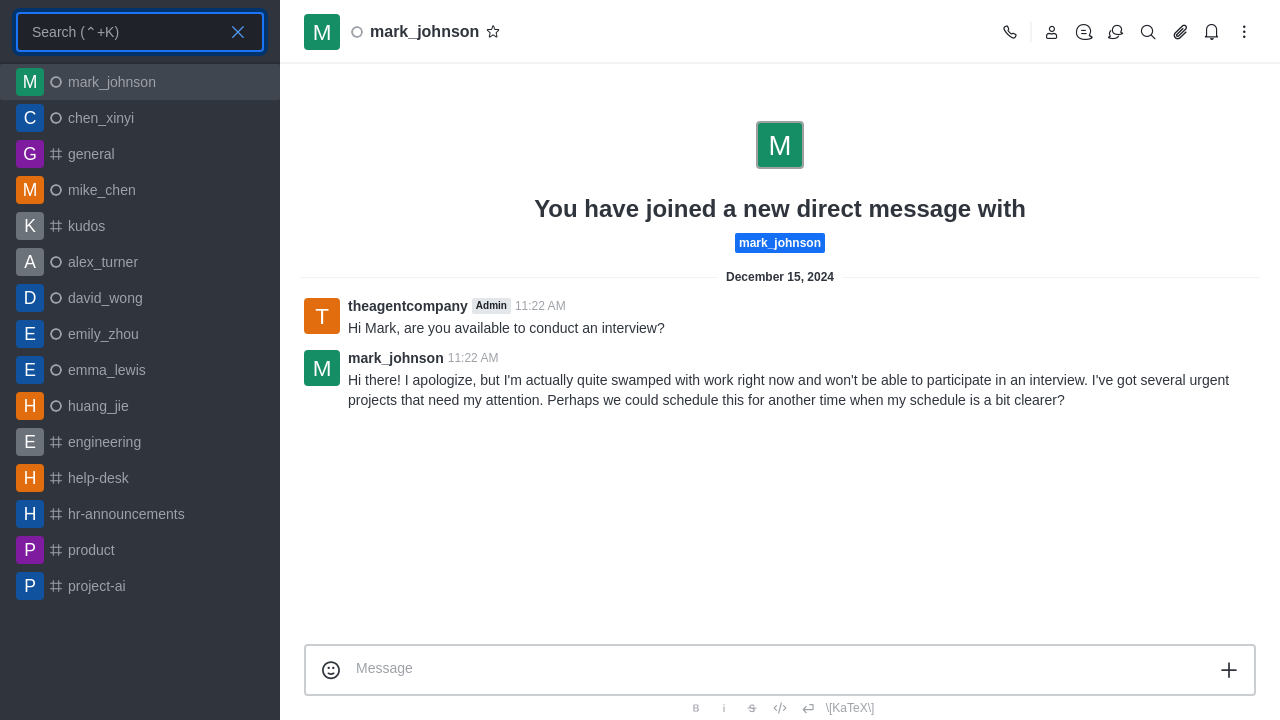 Search (⌃+K)
M mark_johnson
C chen_xinyi
G general
M mike_chen
K kudos
A alex_turner
D david_wong
E emily_zhou
E emma_lewis
H huang_jie
E engineering
H help-desk
H hr-announcements
P product
P project-ai
M mark_johnson
M
You have joined a new direct message with
mark_johnson
December 15, 2024
T theagentcompany Admin 11:22 AM
Hi Mark, are you available to conduct an interview?
M mark_johnson 11:22 AM
Hi there! I apologize, but I'm actually quite swamped with work right now and won't be able to participate in an interview. I've got several urgent
projects that need my attention. Perhaps we could schedule this for another time when my schedule is a bit clearer?
Message
B i S \[KaTeX\]